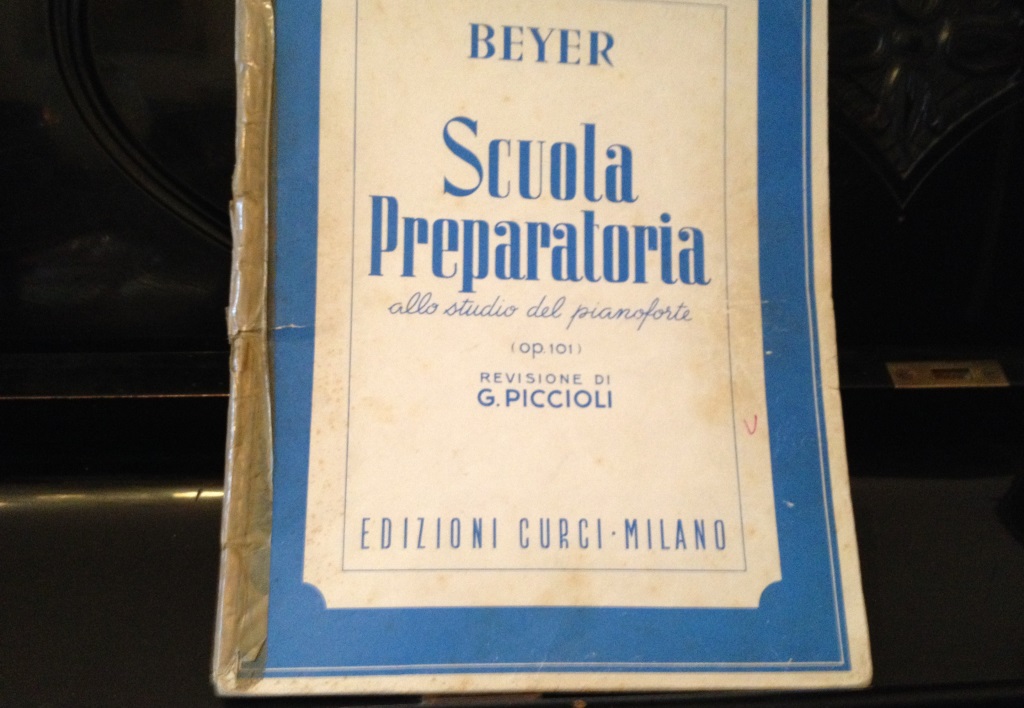 BEYER
Scuola
Preparatoria
allo studio del pianoforte
(op. 101)
REVISIONE DI
G. PICCIOLI
EDIZIONI CURCI · MILANO